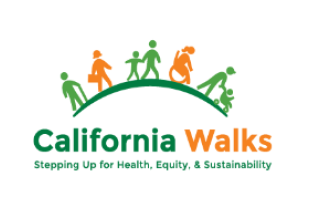 California Walks
Stepping Up for Health, Equity, & Sustainability